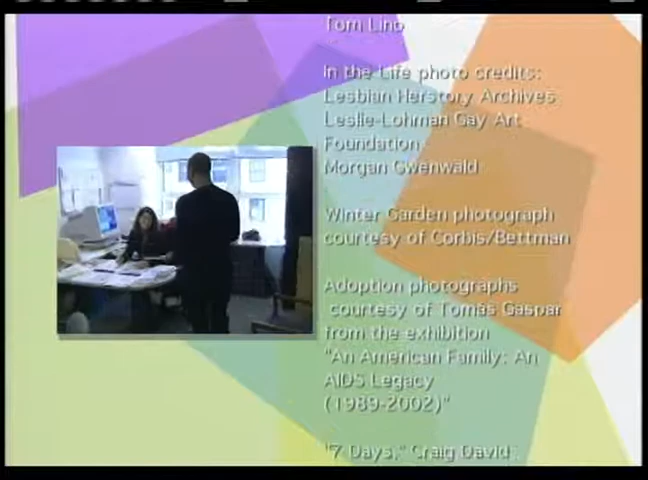 Tom Lino
In the Life photo credits:
Lesbian Herstory Archives
Leslie-Lohman Gay Art
Foundation
Morgan Gwenwald
Winter Garden photograph
courtesy of Corbis/Bettman
Adoption photographs
courtesy of Tomas Gaspar
from the exhibition
"An American Family: An
AIDS Legacy
(1989-2002)"
"7 Days," Craig David